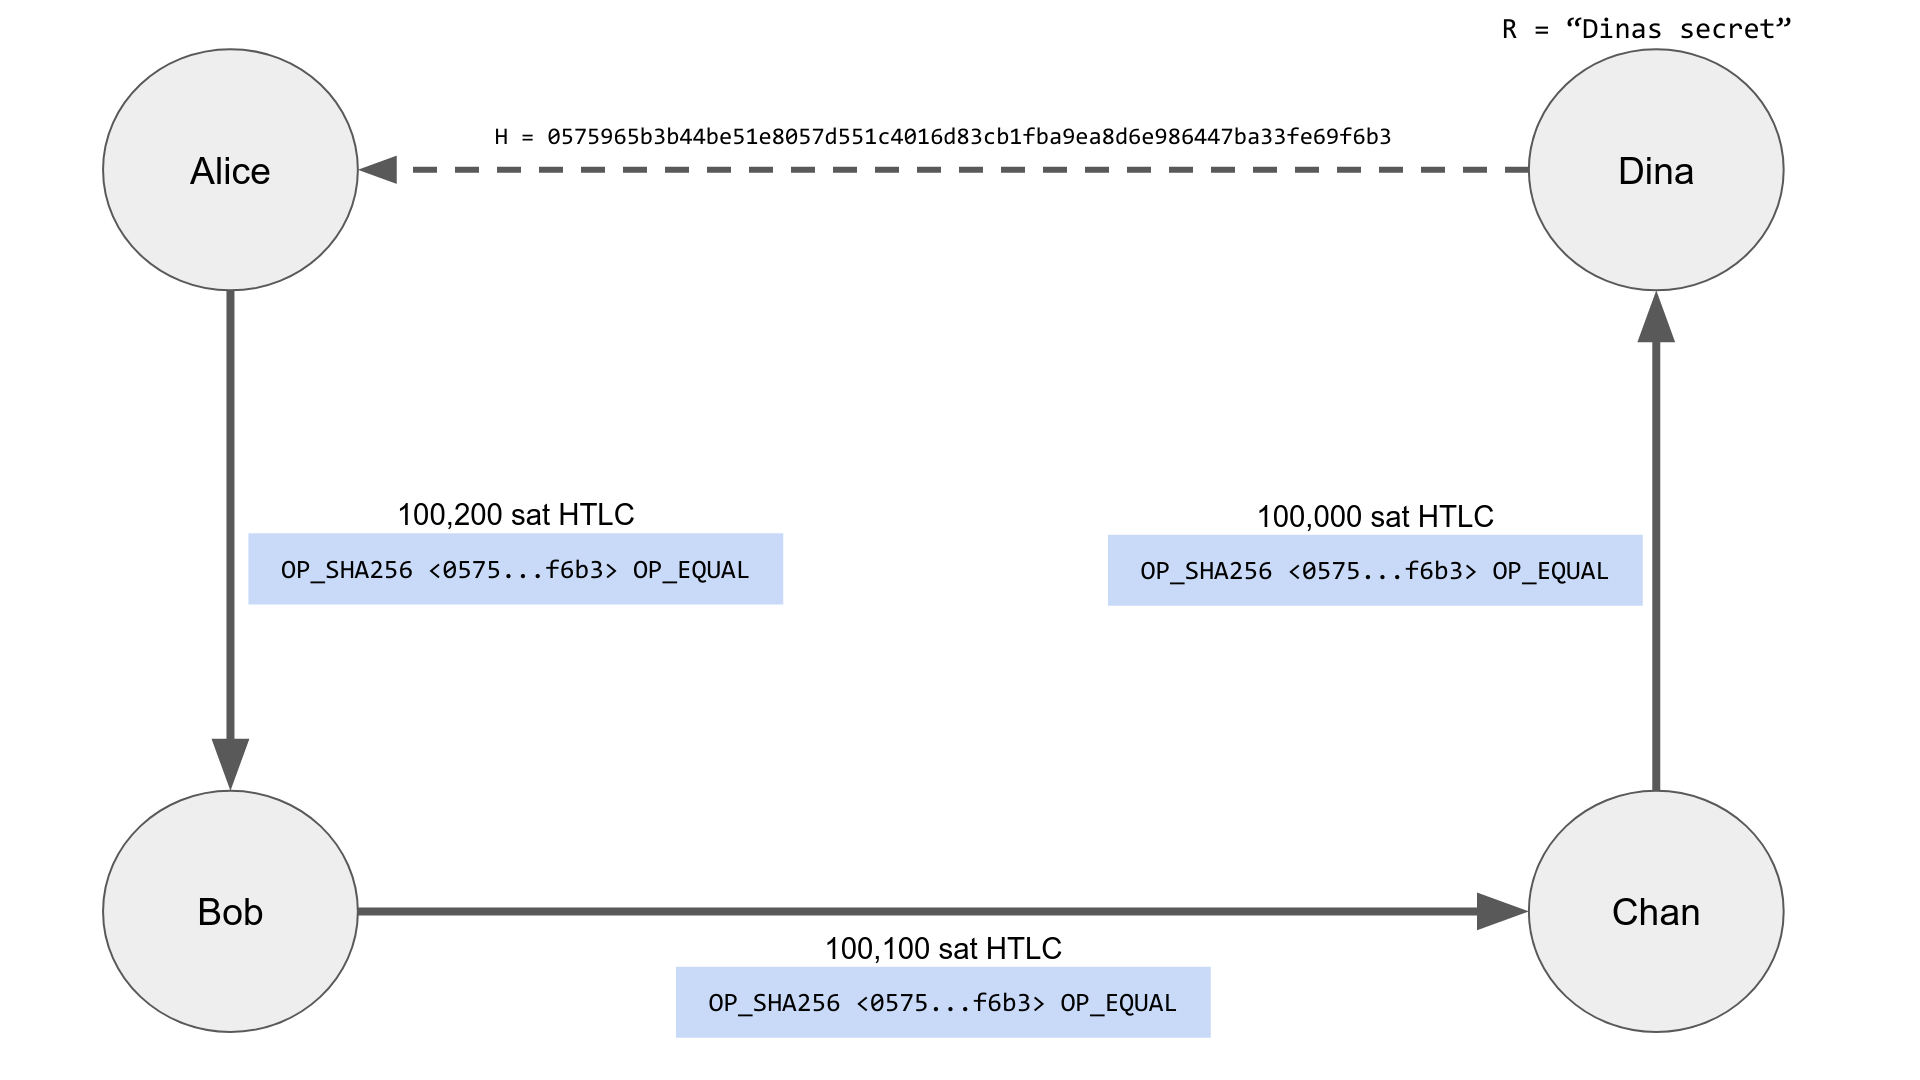 R = “Dinas secret”
H = 0575965b3b44be51e8057d551c4016d83cb1fba9ea8d6e986447ba33fe69f6b3
Alice
Dina
100,200 sat HTLC
OP_SHA256 <0575...f6b3> OP_EQUAL
100,000 sat HTLC
OP_SHA256 <0575...f6b3> OP_EQUAL
Bob
Chan
100,100 sat HTLC
OP_SHA256 <0575...f6b3> OP_EQUAL